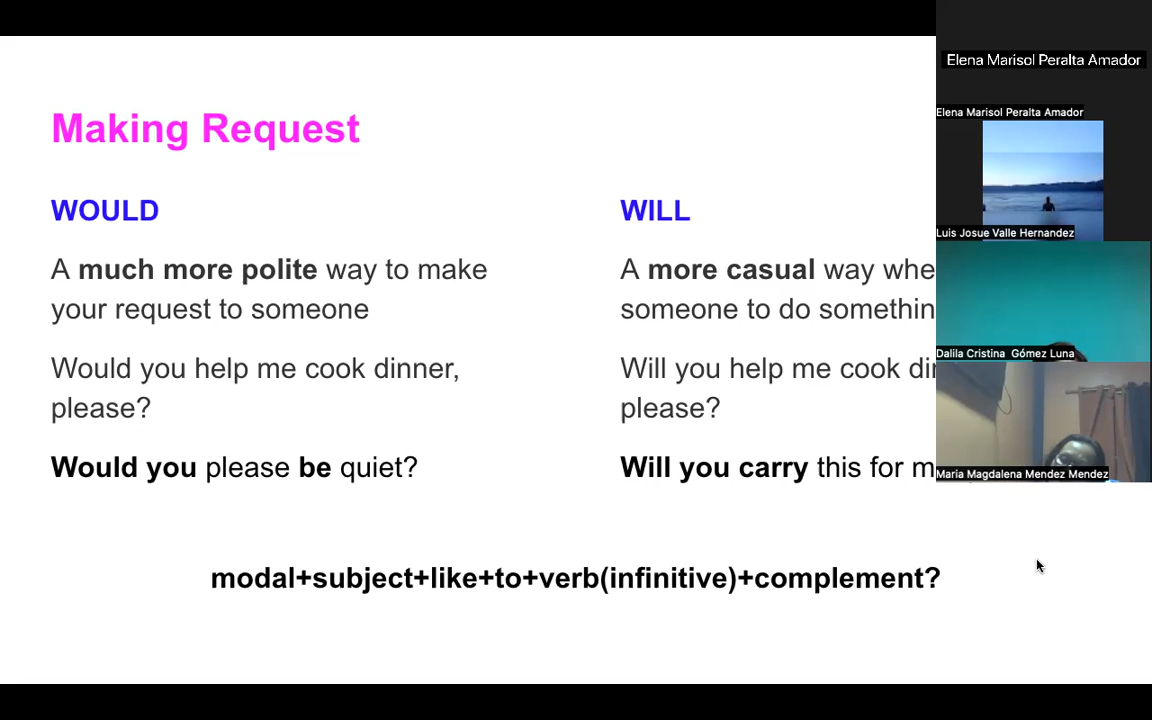 Making Request
WOULD
A much more polite way to make
your request to someone
Would you help me cook dinner,
please?
Would you please be quiet?
WILL
A more casual way
someone to do
Will you help me cook
please?
Will you carry this for
modal+subject+like+to+verb(infinitive)+complement?
Elena Marisol Peralta Amador
Elena Marisol Peralta Amador
Luis Josue Valle Hernandez
Dalila Cristina Gómez Luna
Maria Magdalena Mendez Mendez